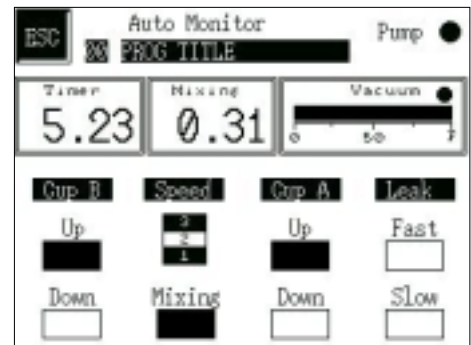 ESC Auto Monitor Pump
00 PROG TITLE
Timer Mixing Vacuum
5.23 0.31
0 50
Cup B Speed Cup A Leak
3
Up 2 Up Fast
1
Down Mixing Down Slow